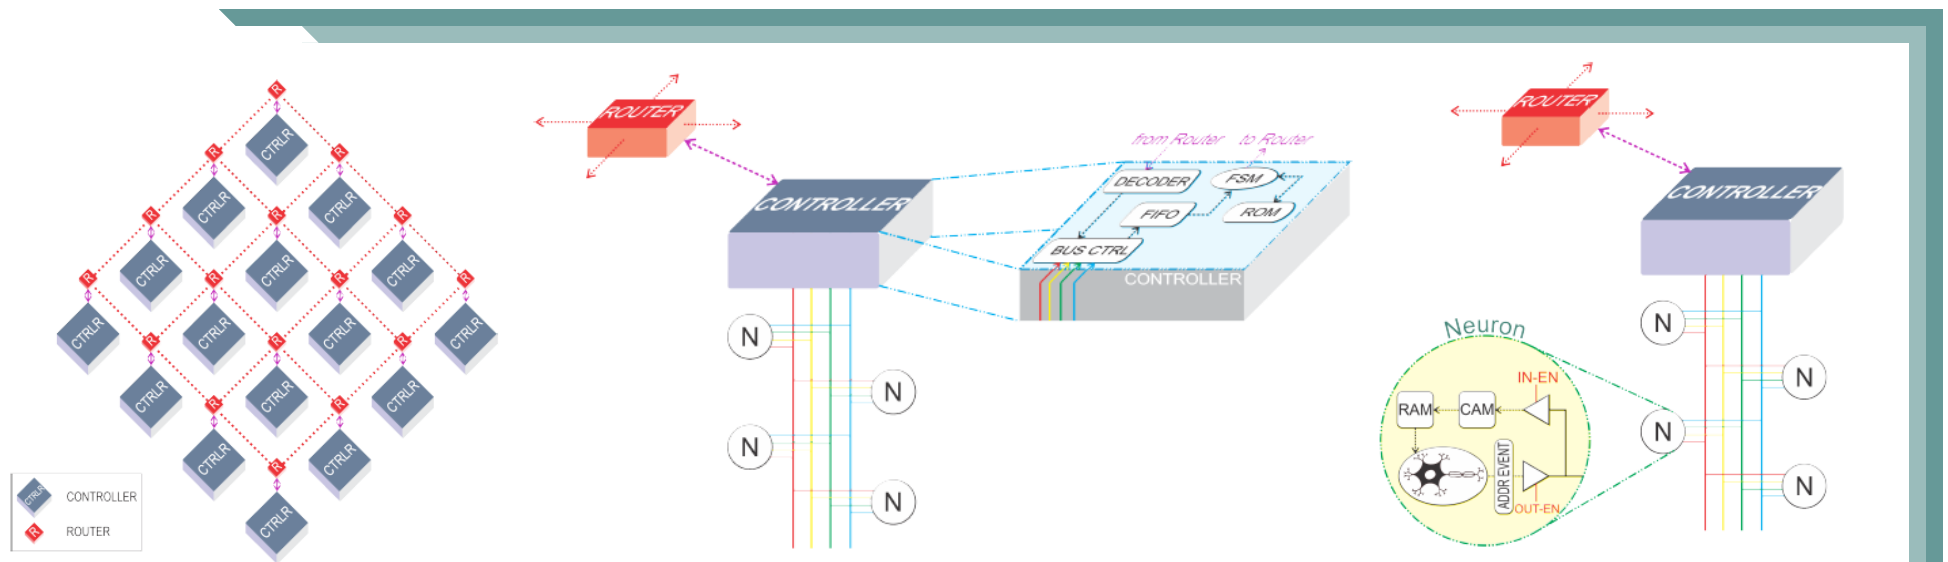 R
CTRLR
R
R
CTRLR
CTRLR
R
R
R
CTRLR
CTRLR
CTRLR
R
R
R
R
CTRLR
CTRLR
CTRLR
CTRLR
R
R
R
CTRLR
CTRLR
CTRLR
R
R
CTRLR
CTRLR
R
CTRLR
CTRLR CONTROLLER
R ROUTER
ROUTER
CONTROLLER
N
N
N
N
from Router to Router
DECODER
FSM
FIFO
ROM
BUS CTRL
CONTROLLER
ROUTER
CONTROLLER
N
N
N
N
Neuron
IN-EN
RAM
CAM
ADDR EVENT
OUT-EN